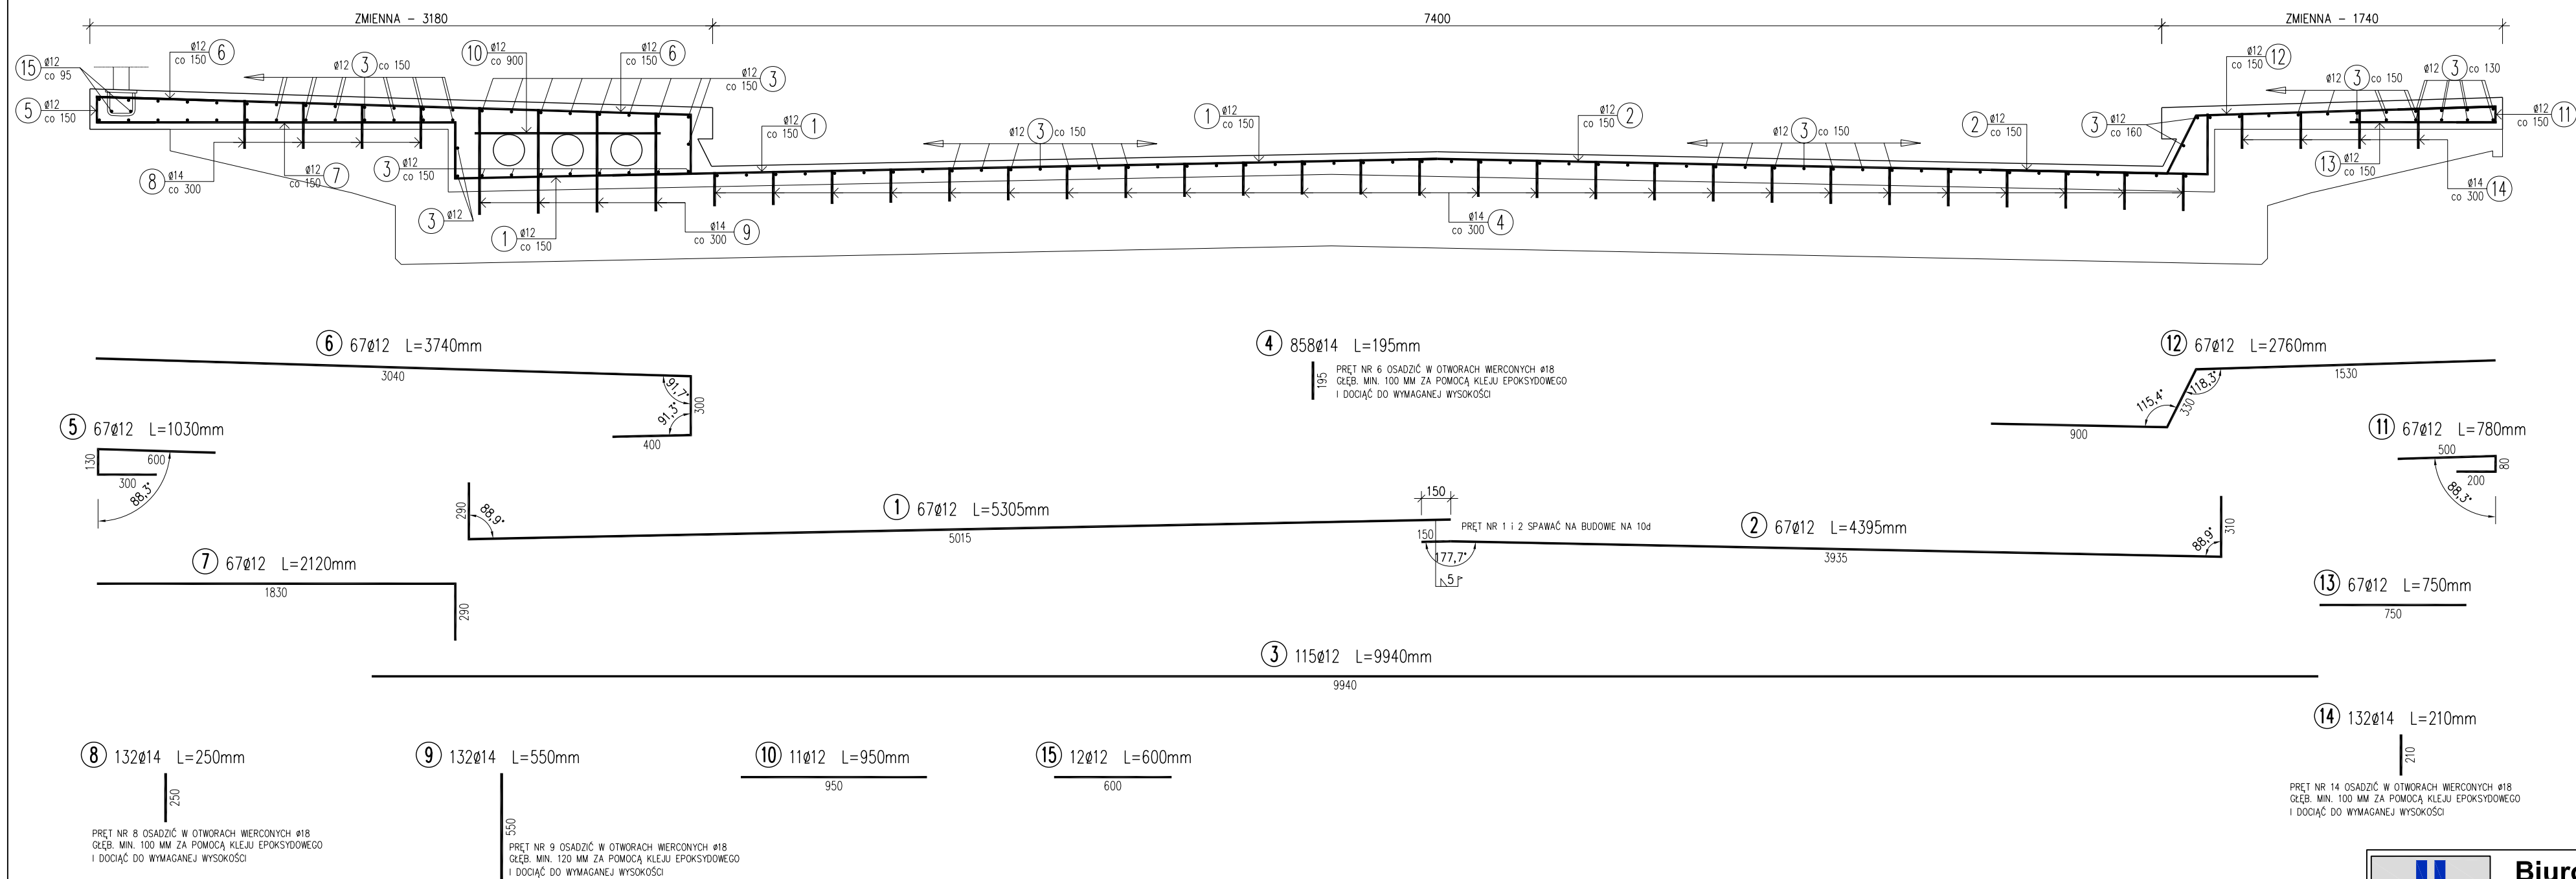 ZMIENNA - 3180
7400
ZMIENNA - 1740
15 ø12
co 95
ø12 6
co 150
ø12 3 co 150
10 ø12
co 900
ø12 6
co 150
ø12 3
co 150
5 ø12
co 150
ø12 1
co 150
ø12 3 co 150
1 ø12
co 150
ø12 2
co 150
ø12 3 co 150
2 ø12
co 150
3 ø12
co 160
ø12 12
co 150
ø12 3 co 150
ø12 3 co 130
ø12 11
co 150
8 ø14
co 300
ø12 7
co 150
3 ø12
co 150
3 ø12
1 ø12
co 150
ø14 9
co 300
ø14 4
co 300
13 ø12
co 150
ø14 14
co 300
6 67ø12 L=3740mm
3040
91,7°
91,3°
300
400
4 858ø14 L=195mm
195
PRĘT NR 6 OSADZIĆ W OTWORACH WIERCONYCH ø18
GŁĘB. MIN. 100 MM ZA POMOCĄ KLEJU EPOKSYDOWEGO
I DOCIĄĆ DO WYMAGANEJ WYSOKOŚCI
12 67ø12 L=2760mm
1530
118,3°
115,4°
330
900
5 67ø12 L=1030mm
130
600
300
88,3°
11 67ø12 L=780mm
500
80
200
88,3°
1 67ø12 L=5305mm
290
88,9°
5015
150
PRĘT NR 1 i 2 SPAWAĆ NA BUDOWIE NA 10d
150
177,7°
5
2 67ø12 L=4395mm
3935
88,9°
310
7 67ø12 L=2120mm
1830
290
13 67ø12 L=750mm
750
3 115ø12 L=9940mm
9940
14 132ø14 L=210mm
210
PRĘT NR 14 OSADZIĆ W OTWORACH WIERCONYCH ø18
GŁĘB. MIN. 100 MM ZA POMOCĄ KLEJU EPOKSYDOWEGO
I DOCIĄĆ DO WYMAGANEJ WYSOKOŚCI
8 132ø14 L=250mm
250
PRĘT NR 8 OSADZIĆ W OTWORACH WIERCONYCH ø18
GŁĘB. MIN. 100 MM ZA POMOCĄ KLEJU EPOKSYDOWEGO
I DOCIĄĆ DO WYMAGANEJ WYSOKOŚCI
9 132ø14 L=550mm
550
PRĘT NR 9 OSADZIĆ W OTWORACH WIERCONYCH ø18
GŁĘB. MIN. 120 MM ZA POMOCĄ KLEJU EPOKSYDOWEGO
I DOCIĄĆ DO WYMAGANEJ WYSOKOŚCI
10 11ø12 L=950mm
950
15 12ø12 L=600mm
600
Biuro